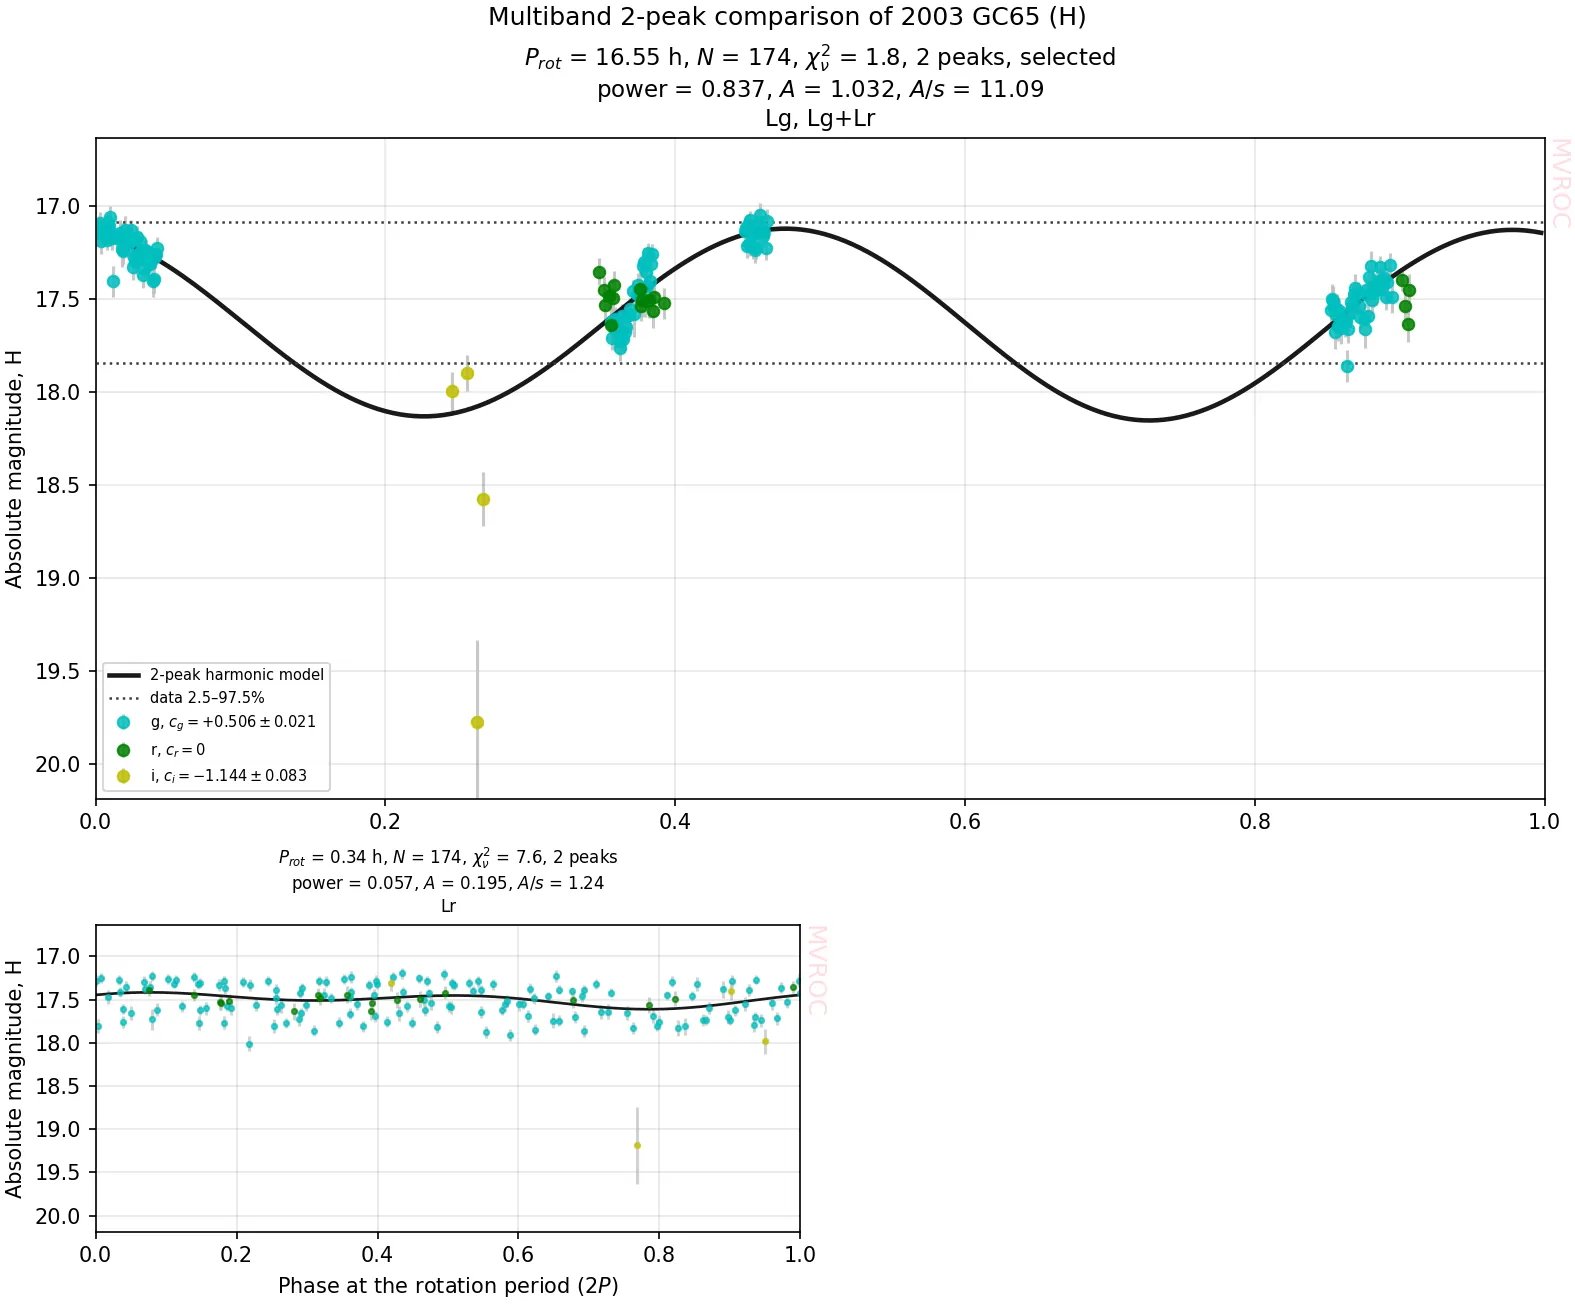 Multiband 2-peak comparison of 2003 GC65 (H)
P_rot = 16.55 h, N = 174, χ²_ν = 1.8, 2 peaks, selected
power = 0.837, A = 1.032, A/s = 11.09
Lg, Lg+Lr
MVROC
Absolute magnitude, H
17.0
17.5
18.0
18.5
19.0
19.5
20.0
2-peak harmonic model
data 2.5–97.5%
g, c_g = +0.506 ± 0.021
r, c_r = 0
i, c_i = −1.144 ± 0.083
0.0 0.2 0.4 0.6 0.8 1.0
P_rot = 0.34 h, N = 174, χ²_ν = 7.6, 2 peaks
power = 0.057, A = 0.195, A/s = 1.24
Lr
MVROC
Absolute magnitude, H
17.0
17.5
18.0
18.5
19.0
19.5
20.0
0.0 0.2 0.4 0.6 0.8 1.0
Phase at the rotation period (2P)